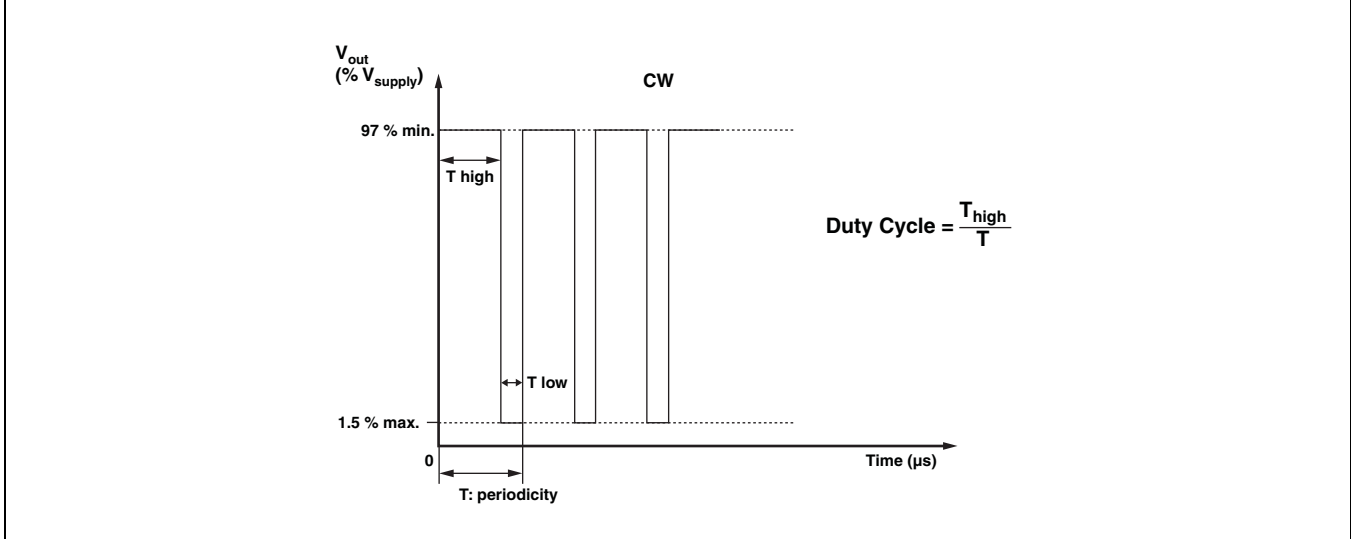 Vout
(% Vsupply)
CW
97 % min.
T high
Duty Cycle = Thigh
T
T low
1.5 % max.
0
Time (µs)
T: periodicity